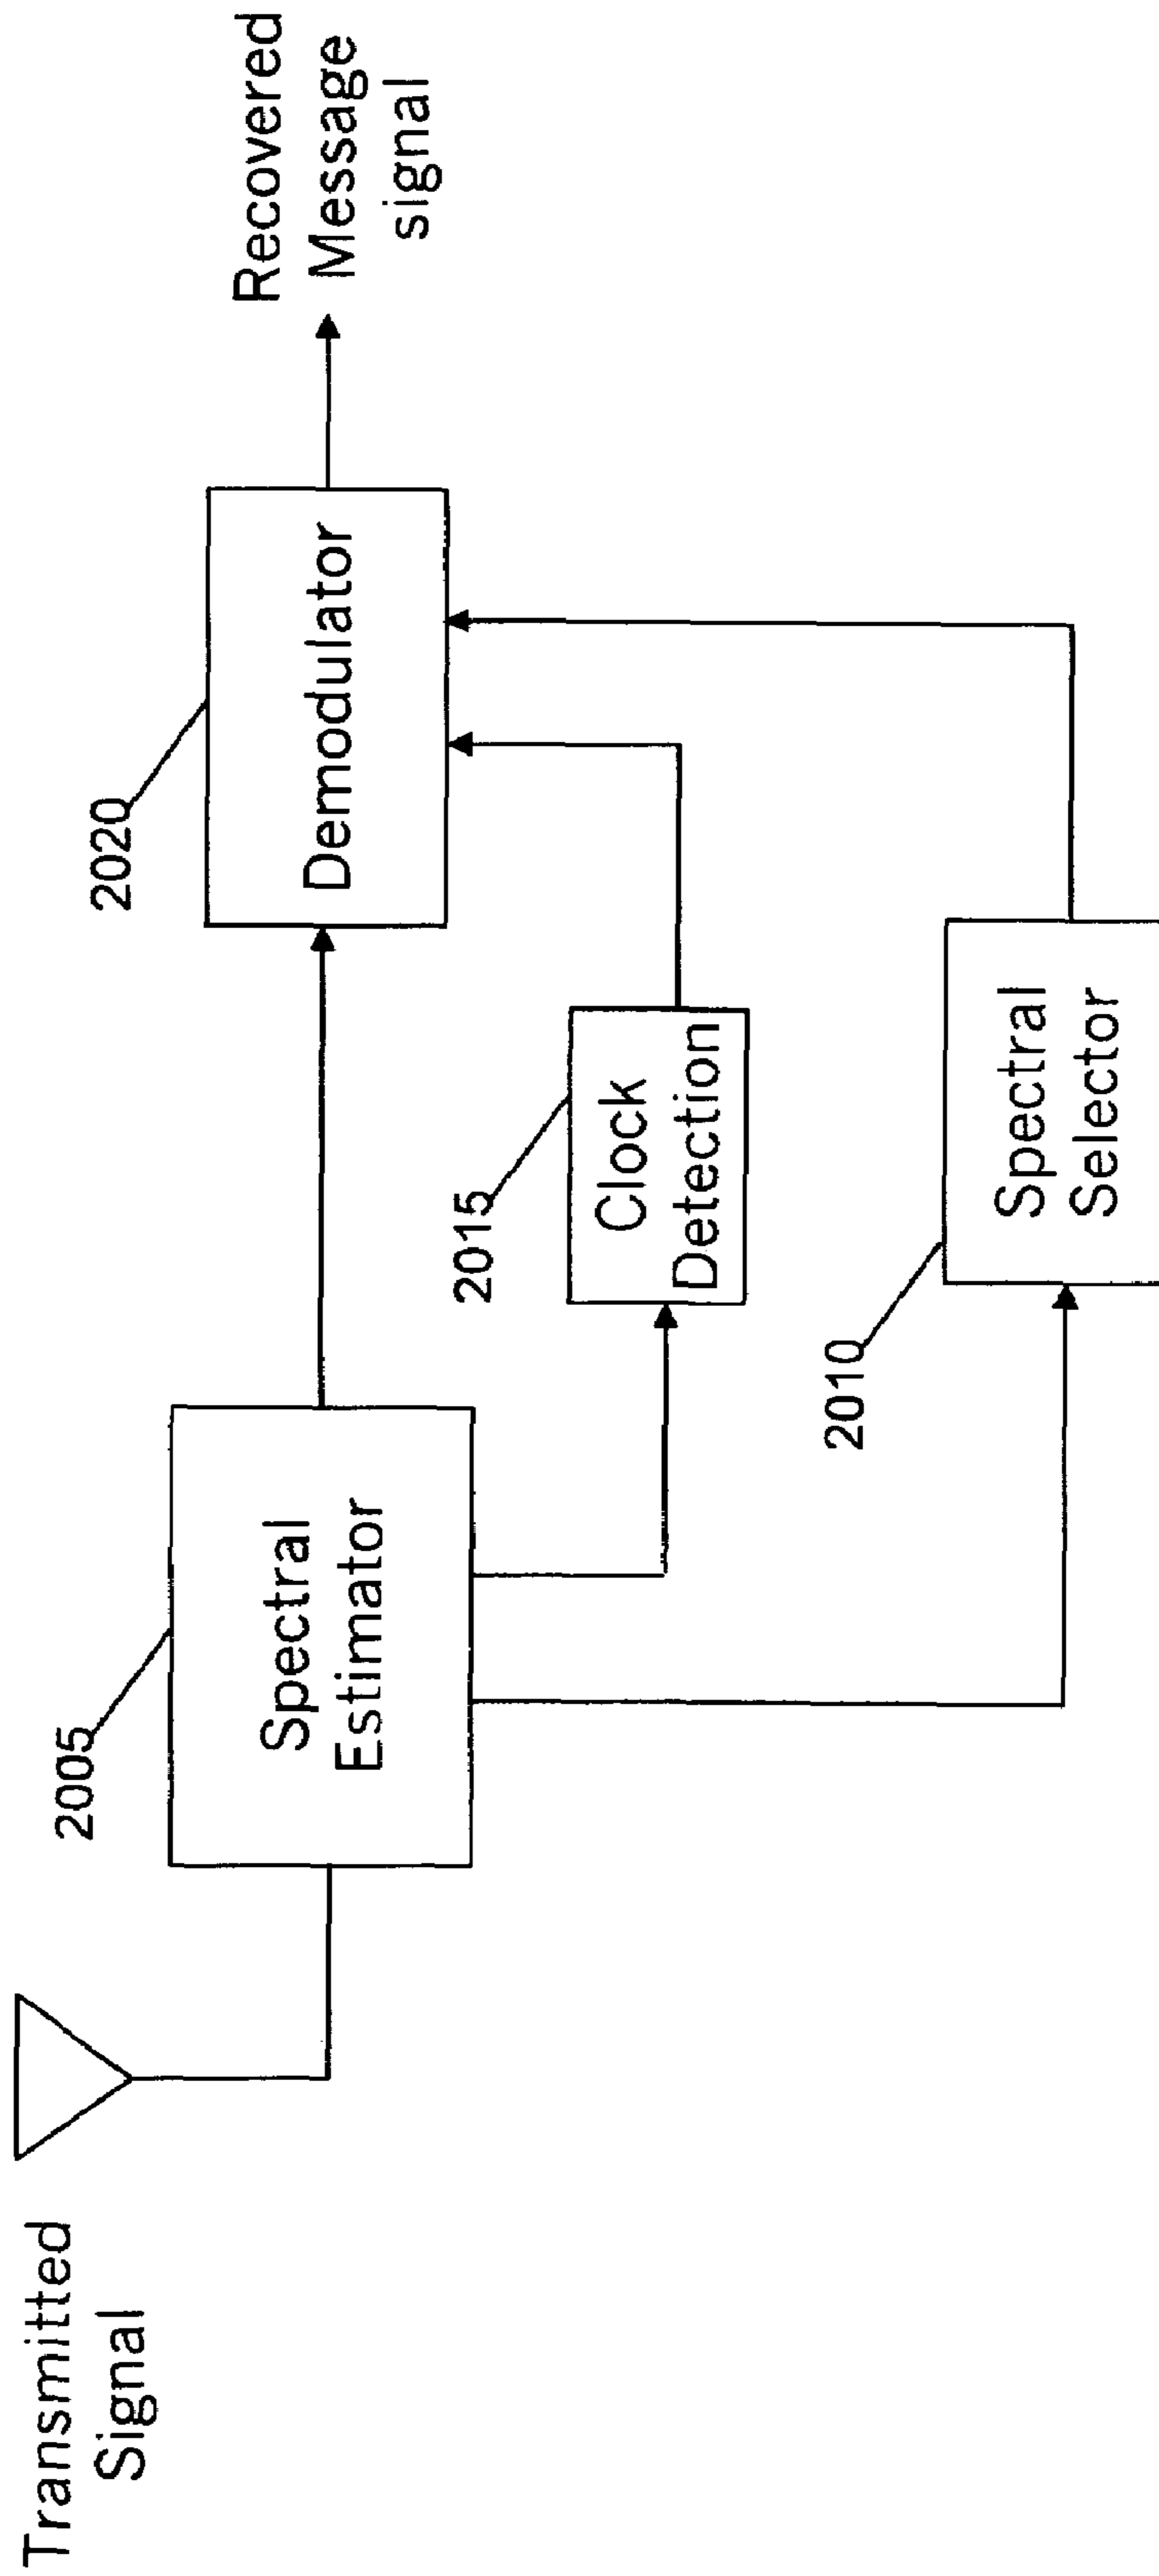 Transmitted
Signal
2005
Spectral
Estimator
2015
Clock
Detection
2010
Spectral
Selector
2020
Demodulator
Recovered
Message
signal